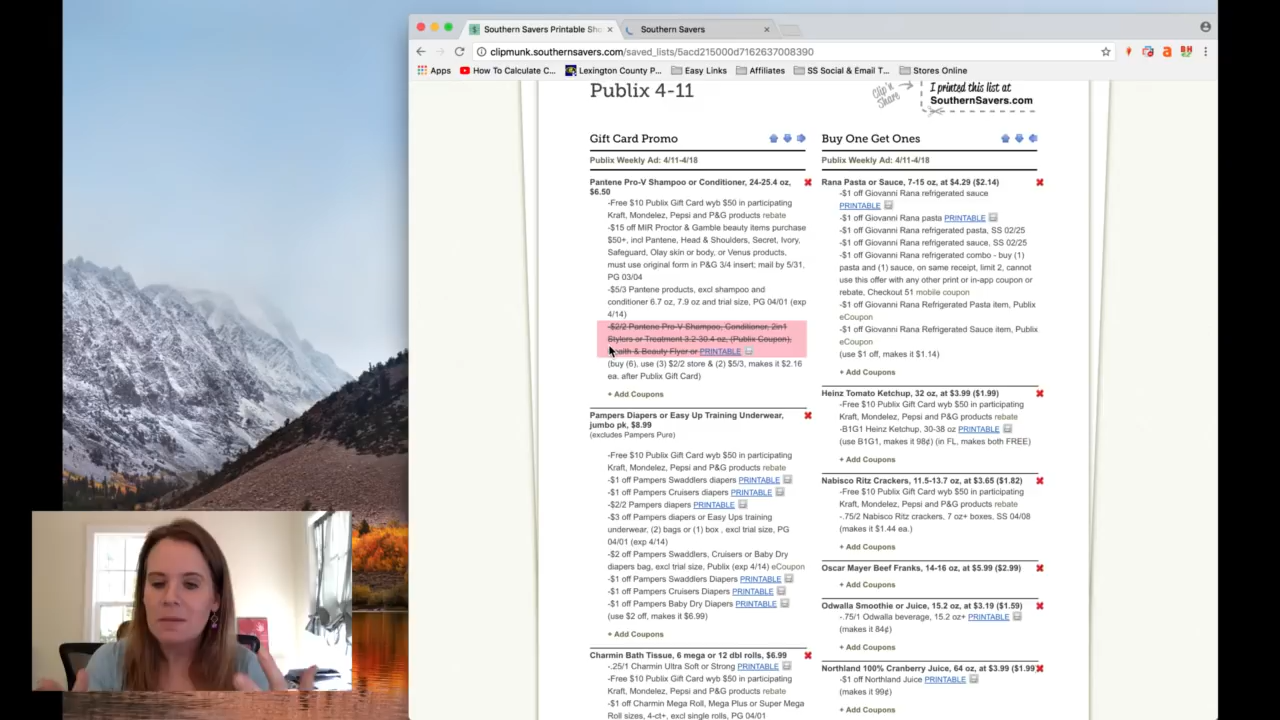 Southern Savers Printable Sho
Southern Savers
clipmunk.southernsavers.com/saved_lists/5acd215000d7162637008390
Apps
How To Calculate C...
Lexington County P...
Easy Links
Affiliates
SS Social & Email T...
Stores Online
Publix 4-11
Clip'n Share
I printed this list at
SouthernSavers.com
Gift Card Promo
Publix Weekly Ad: 4/11-4/18
Pantene Pro-V Shampoo or Conditioner, 24-25.4 oz,
$6.50
-Free $10 Publix Gift Card wyb $50 in participating
Kraft, Mondelez, Pepsi and P&G products rebate
-$15 off MIR Proctor & Gamble beauty items purchase
$50+, incl Pantene, Head & Shoulders, Secret, Ivory,
Safeguard, Olay skin or body, or Venus products,
must use original form in P&G 3/4 insert; mail by 5/31,
PG 03/04
-$5/3 Pantene products, excl shampoo and
conditioner 6.7 oz, 7.9 oz and trial size, PG 04/01 (exp
4/14)
-$2/2 Pantene Pro-V Shampoo, Conditioner, 2in1
Stylers or Treatment 3.2-30.4 oz, (Publix Coupon),
Health & Beauty Flyer or PRINTABLE
(buy (6), use (3) $2/2 store & (2) $5/3, makes it $2.16
ea. after Publix Gift Card)
+ Add Coupons
Pampers Diapers or Easy Up Training Underwear,
jumbo pk, $8.99
(excludes Pampers Pure)
-Free $10 Publix Gift Card wyb $50 in participating
Kraft, Mondelez, Pepsi and P&G products rebate
-$1 off Pampers Swaddlers diapers PRINTABLE
-$1 off Pampers Cruisers diapers PRINTABLE
-$2/2 Pampers diapers PRINTABLE
-$3 off Pampers diapers or Easy Ups training
underwear, (2) bags or (1) box , excl trial size, PG
04/01 (exp 4/14)
-$2 off Pampers Swaddlers, Cruisers or Baby Dry
diapers bag, excl trial size, Publix (exp 4/14) eCoupon
-$1 off Pampers Swaddlers Diapers PRINTABLE
-$1 off Pampers Cruisers Diapers PRINTABLE
-$1 off Pampers Baby Dry Diapers PRINTABLE
(use $2 off, makes it $6.99)
+ Add Coupons
Charmin Bath Tissue, 6 mega or 12 dbl rolls, $6.99
-.25/1 Charmin Ultra Soft or Strong PRINTABLE
-Free $10 Publix Gift Card wyb $50 in participating
Kraft, Mondelez, Pepsi and P&G products rebate
-$1 off Charmin Mega Roll, Mega Plus or Super Mega
Roll sizes, 4-ct+, excl single rolls, PG 04/01
Buy One Get Ones
Publix Weekly Ad: 4/11-4/18
Rana Pasta or Sauce, 7-15 oz, at $4.29 ($2.14)
-$1 off Giovanni Rana refrigerated sauce
PRINTABLE
-$1 off Giovanni Rana pasta PRINTABLE
-$1 off Giovanni Rana refrigerated pasta, SS 02/25
-$1 off Giovanni Rana refrigerated sauce, SS 02/25
-$1 off Giovanni Rana refrigerated combo - buy (1)
pasta and (1) sauce, on same receipt, limit 2, cannot
use this offer with any other print or in-app coupon or
rebate, Checkout 51 mobile coupon
-$1 off Giovanni Rana Refrigerated Pasta item, Publix
eCoupon
-$1 off Giovanni Rana Refrigerated Sauce item, Publix
eCoupon
(use $1 off, makes it $1.14)
+ Add Coupons
Heinz Tomato Ketchup, 32 oz, at $3.99 ($1.99)
-Free $10 Publix Gift Card wyb $50 in participating
Kraft, Mondelez, Pepsi and P&G products rebate
-B1G1 Heinz Ketchup, 30-38 oz PRINTABLE
(use B1G1, makes it 98¢) (in FL, makes both FREE)
+ Add Coupons
Nabisco Ritz Crackers, 11.5-13.7 oz, at $3.65 ($1.82)
-Free $10 Publix Gift Card wyb $50 in participating
Kraft, Mondelez, Pepsi and P&G products rebate
-.75/2 Nabisco Ritz crackers, 7 oz+ boxes, SS 04/08
(makes it $1.44 ea.)
+ Add Coupons
Oscar Mayer Beef Franks, 14-16 oz, at $5.99 ($2.99)
+ Add Coupons
Odwalla Smoothie or Juice, 15.2 oz, at $3.19 ($1.59)
-.75/1 Odwalla beverage, 15.2 oz+ PRINTABLE
(makes it 84¢)
+ Add Coupons
Northland 100% Cranberry Juice, 64 oz, at $3.99 ($1.99
-$1 off Northland Juice PRINTABLE
(makes it 99¢)
+ Add Coupons